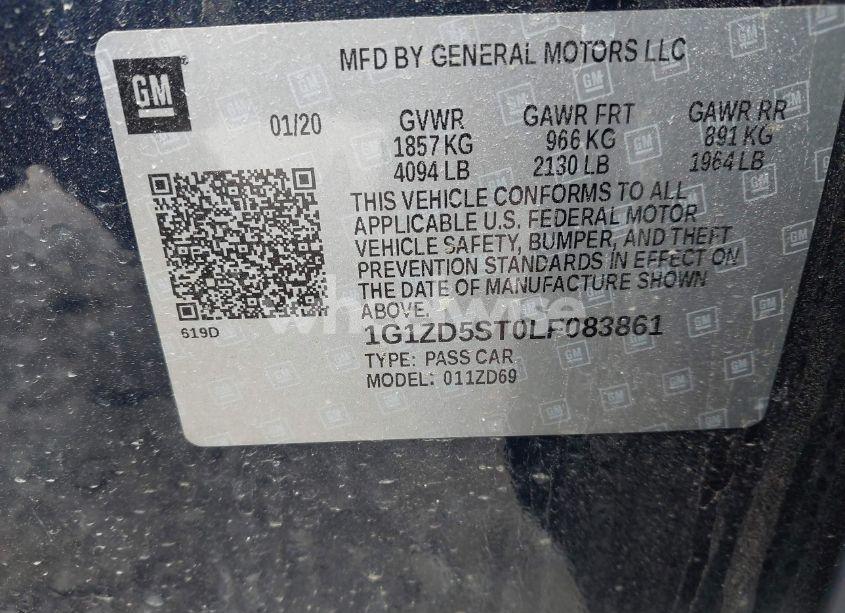 MFD BY GENERAL MOTORS LLC
GM
01/20 GVWR GAWR FRT GAWR RR
1857 KG 966 KG 891 KG
4094 LB 2130 LB 1964 LB
THIS VEHICLE CONFORMS TO ALL
APPLICABLE U.S. FEDERAL MOTOR
VEHICLE SAFETY, BUMPER, AND THEFT
PREVENTION STANDARDS IN EFFECT ON
THE DATE OF MANUFACTURE SHOWN
ABOVE.
619D
1G1ZD5ST0LF083861
TYPE: PASS CAR
MODEL: 011ZD69